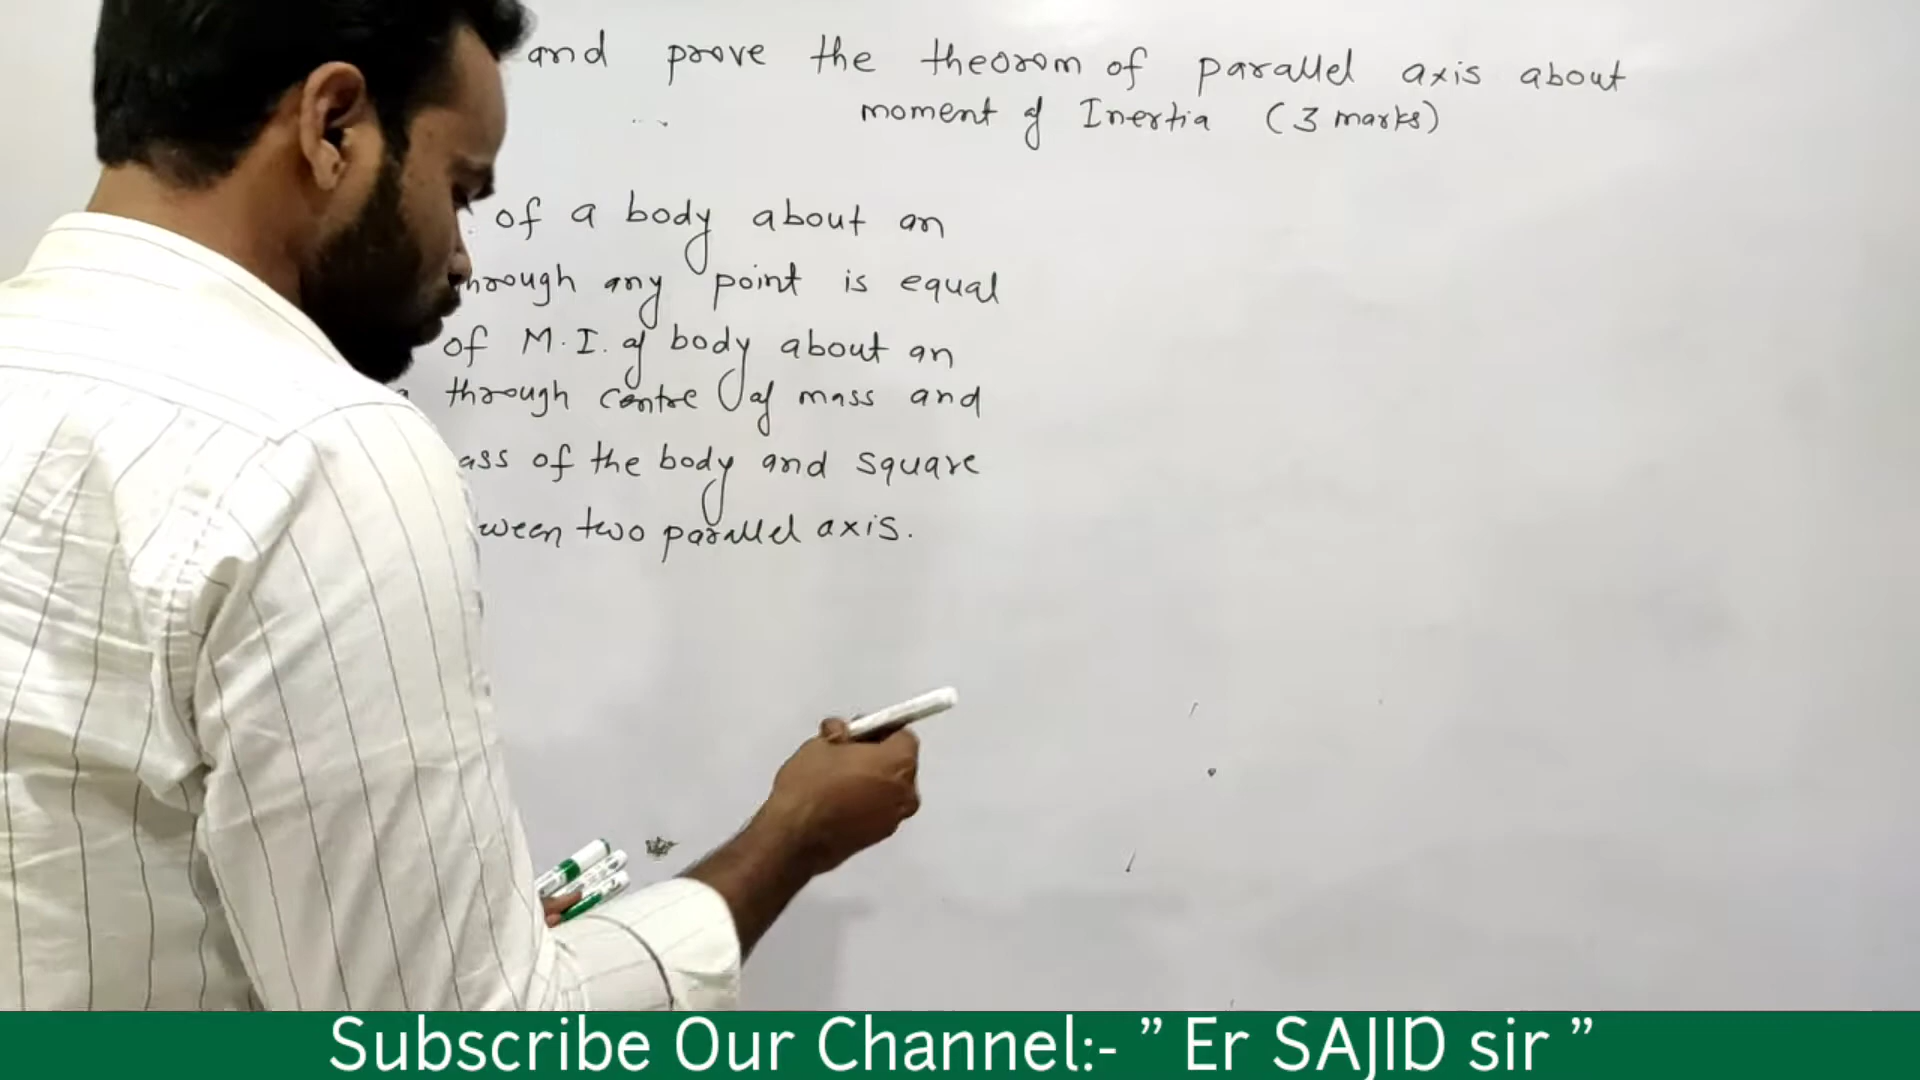 and prove the theorom of parallel axis about
moment of Inertia (3 marks)
of a body about an
through any point is equal
of M.I. of body about an
through centre of mass and
ass of the body and square
ween two parallel axis.
Subscribe Our Channel:- ” Er SAJID sir ”